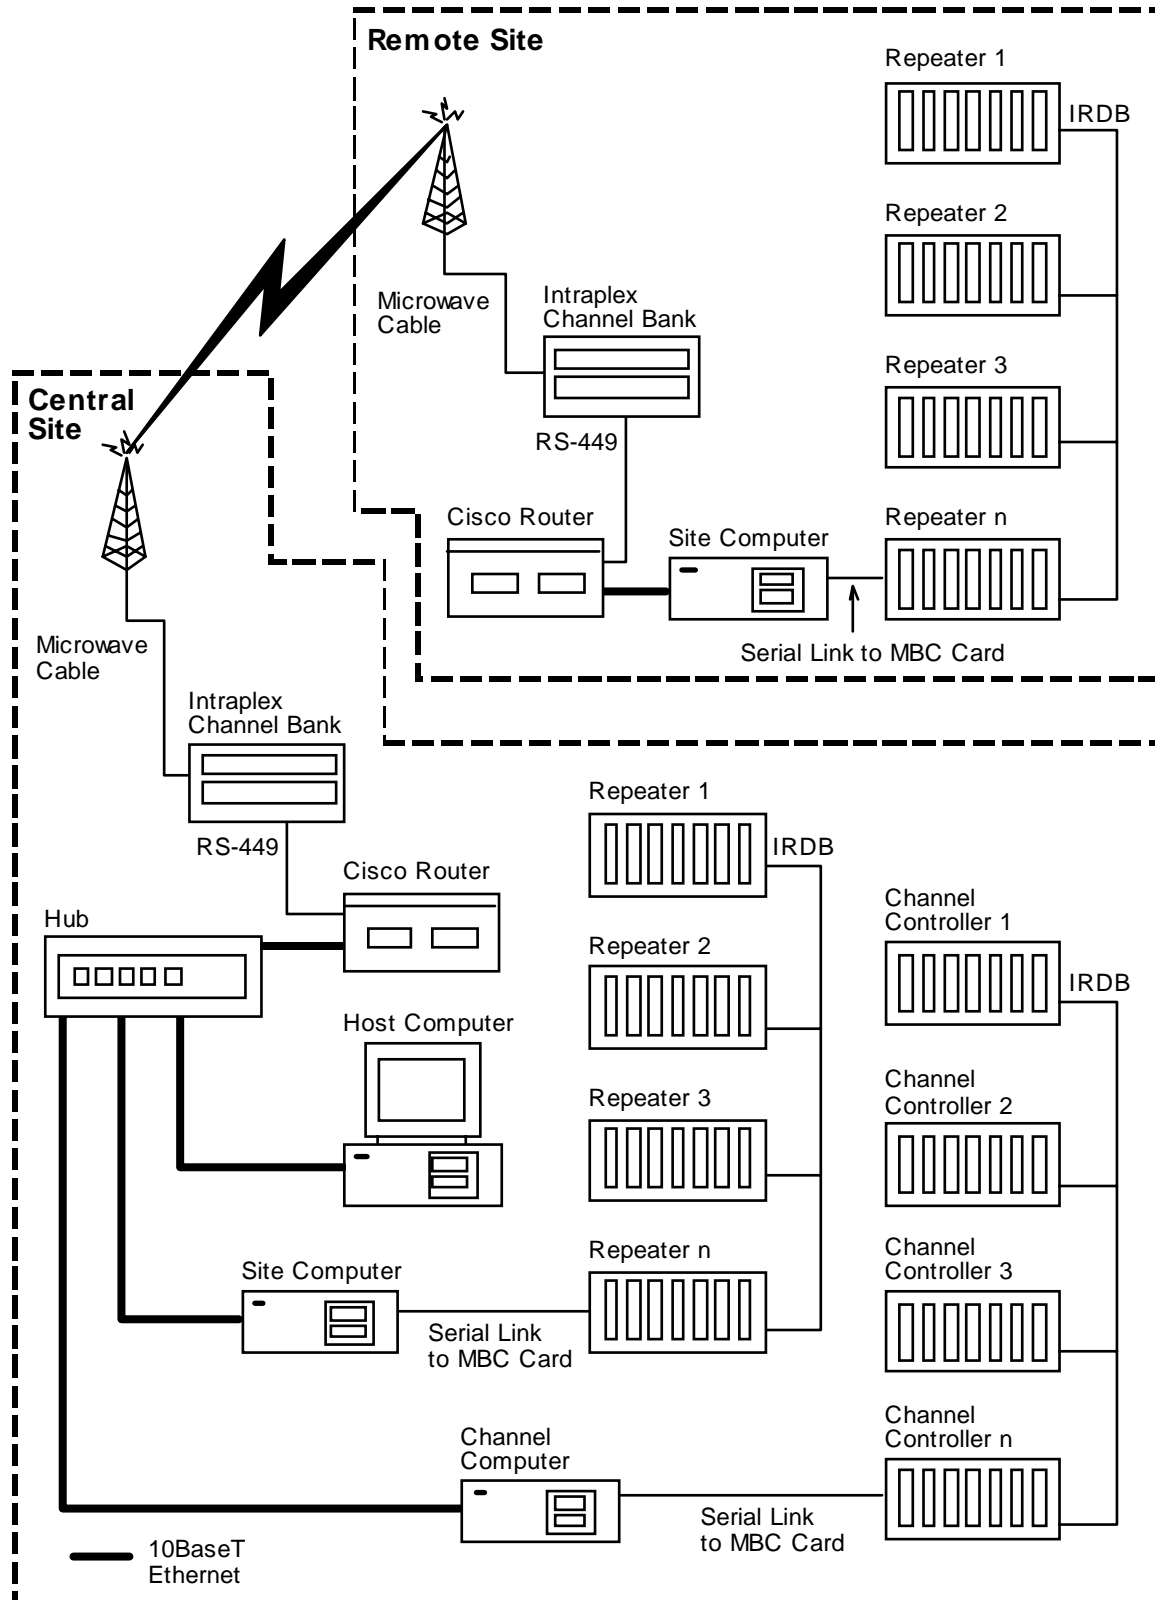 Remote Site
Repeater 1
IRDB
Repeater 2
Microwave
Cable
Intraplex
Channel Bank
Repeater 3
RS-449
Cisco Router
Site Computer
Repeater n
Serial Link to MBC Card
Central
Site
Microwave
Cable
Intraplex
Channel Bank
RS-449
Cisco Router
Hub
Host Computer
Repeater 1
IRDB
Repeater 2
Repeater 3
Repeater n
Site Computer
Serial Link
to MBC Card
Channel
Controller 1
IRDB
Channel
Controller 2
Channel
Controller 3
Channel
Controller n
Channel
Computer
Serial Link
to MBC Card
10BaseT
Ethernet